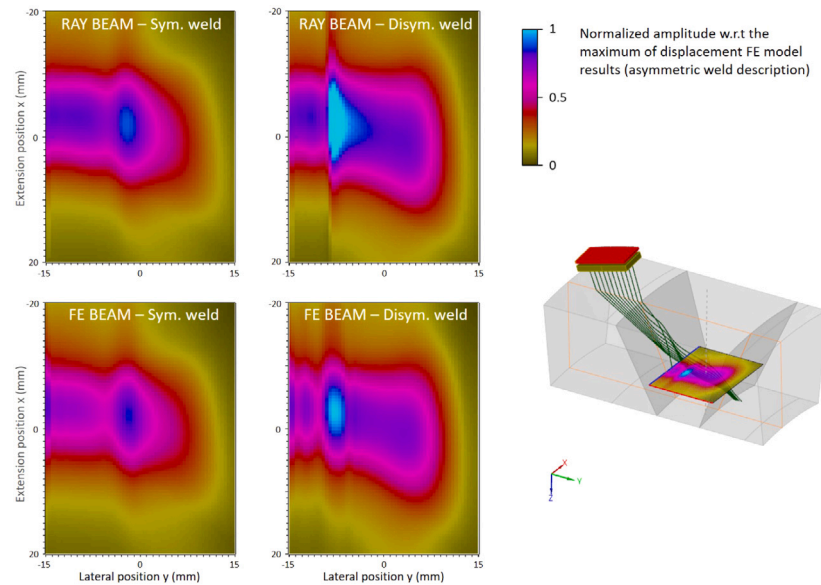 RAY BEAM – Sym. weld
RAY BEAM – Disym. weld
Extension position x (mm)
-20
0
20
-15
0
15
-15
0
15
FE BEAM – Sym. weld
FE BEAM – Disym. weld
Extension position x (mm)
-20
0
20
-15
0
15
-15
0
15
Lateral position y (mm)
Lateral position y (mm)
1
0.5
0
Normalized amplitude w.r.t the
maximum of displacement FE model
results (asymmetric weld description)
X
Y
Z